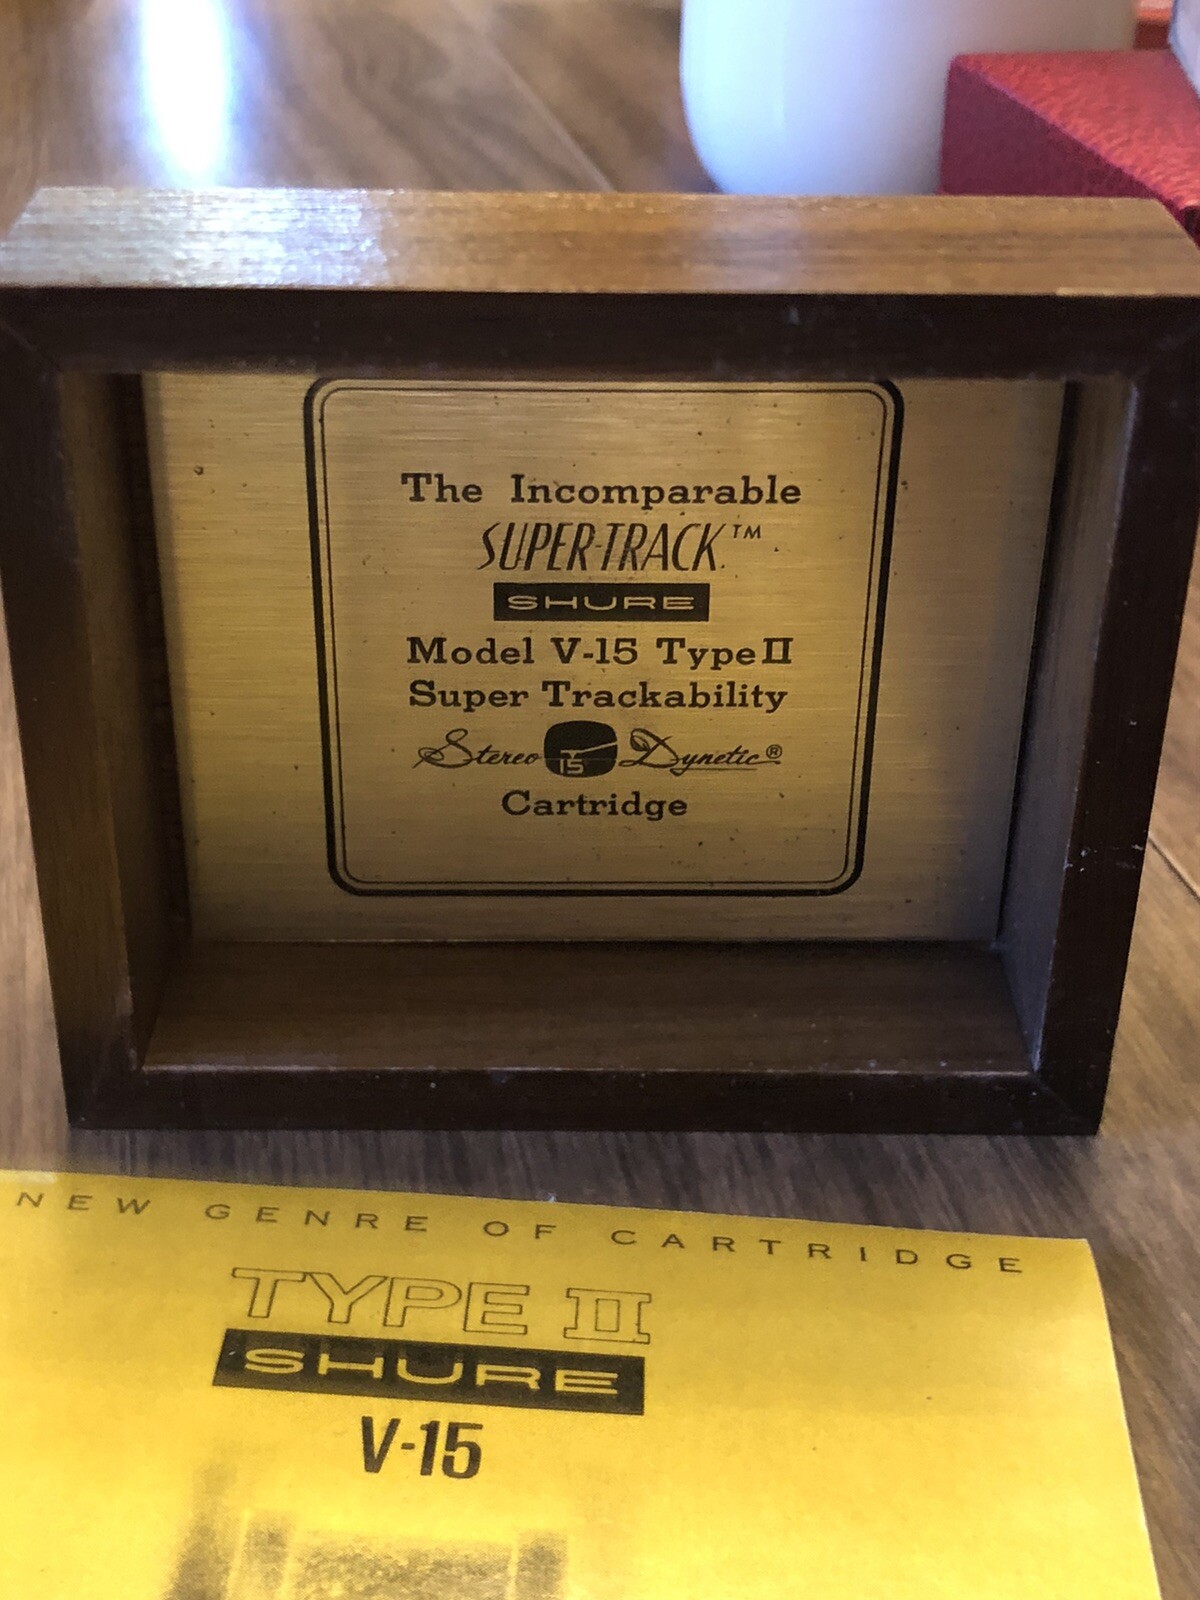 The Incomparable
SUPER-TRACK™
SHURE
Model V-15 Type II
Super Trackability
Stereo 15 Dynetic®
Cartridge
NEW GENRE OF CARTRIDGE
TYPE II
SHURE
V-15